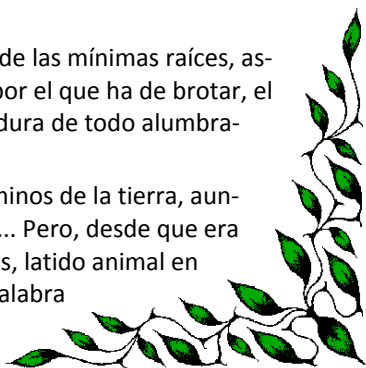 de las mínimas raíces, as-
por el que ha de brotar, el
dura de todo alumbra-
minos de la tierra, aun-
... Pero, desde que era
s, latido animal en
alabra